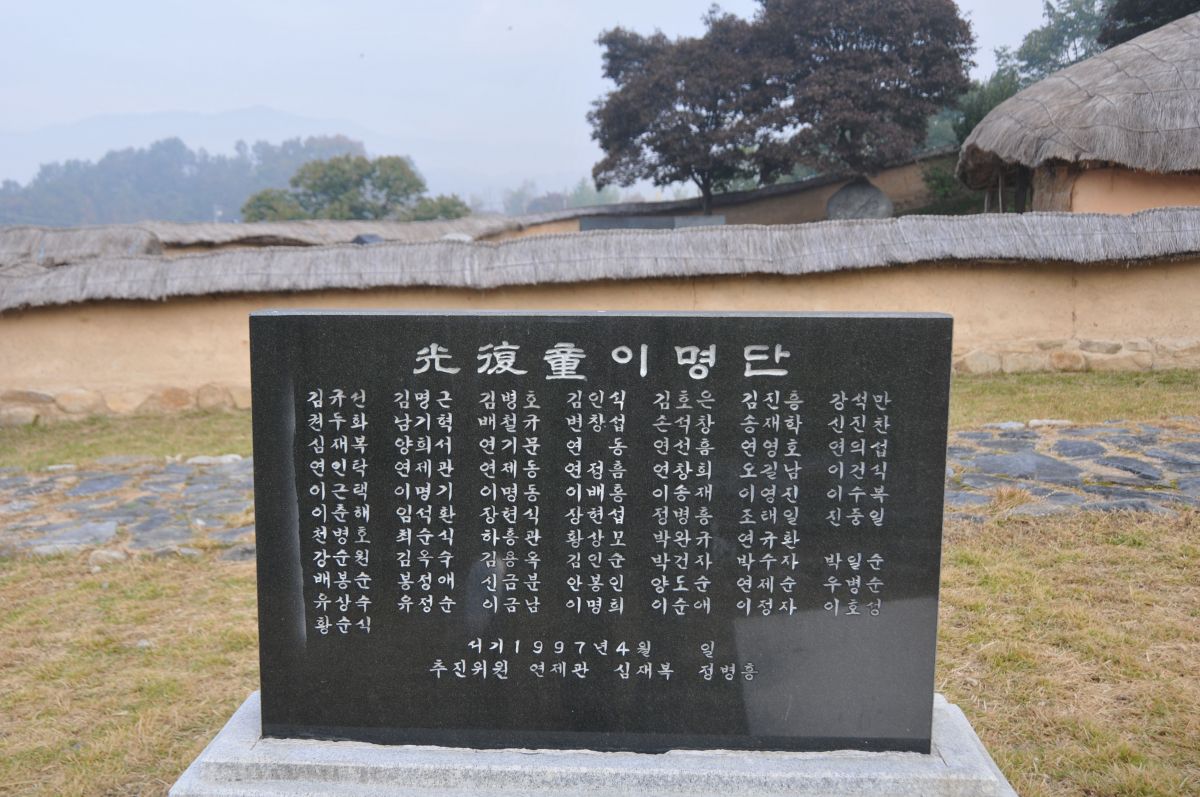 光復童이명단
김규선 김명근 김병호 김인식 김호은 김진흥 강석만
천두화 남기혁 배철규 변창섭 손석창 송재학 신진찬
심재복 양희서 연기문 연 동 연선흠 연영호 연의섭
연인탁 연제관 연제동 연점흠 연창희 오길남 이건식
이근택 이명기 이명동 이배홍 이송재 이영진 이수복
이춘해 임석환 장현식 장현섭 정병흥 조태일 진중일
천병호 최순식 하흥관 황상모 박완규 연규환
강순원 김옥수 김용옥 김인순 박건자 박수자 박일순
배봉순 봉정애 신금분 안봉인 양도순 연제순 우병순
유상수 유정순 이금남 이명희 이순애 이정자 이호성
황순식
서기1997년4월 일
추진위원 연제관 심재복 정병흥